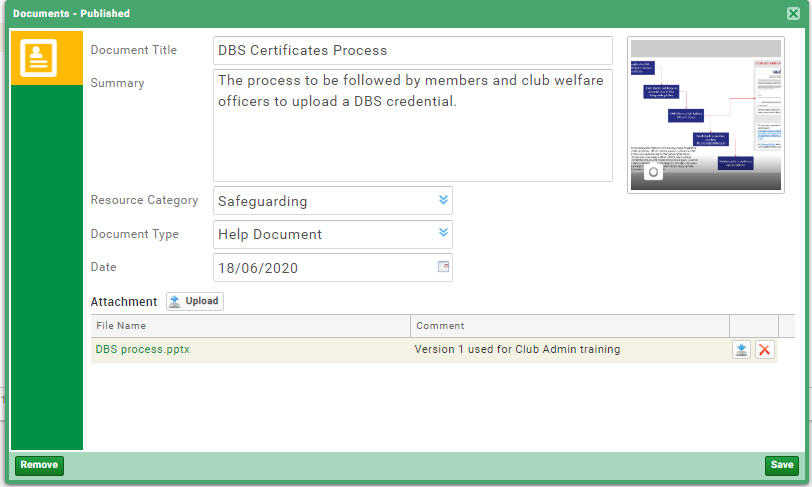 Documents - Published
Document Title
DBS Certificates Process
Summary
The process to be followed by members and club welfare
officers to upload a DBS credential.
Resource Category
Safeguarding
Document Type
Help Document
Date
18/06/2020
Attachment
Upload
File Name
Comment
DBS process.pptx
Version 1 used for Club Admin training
Remove
Save